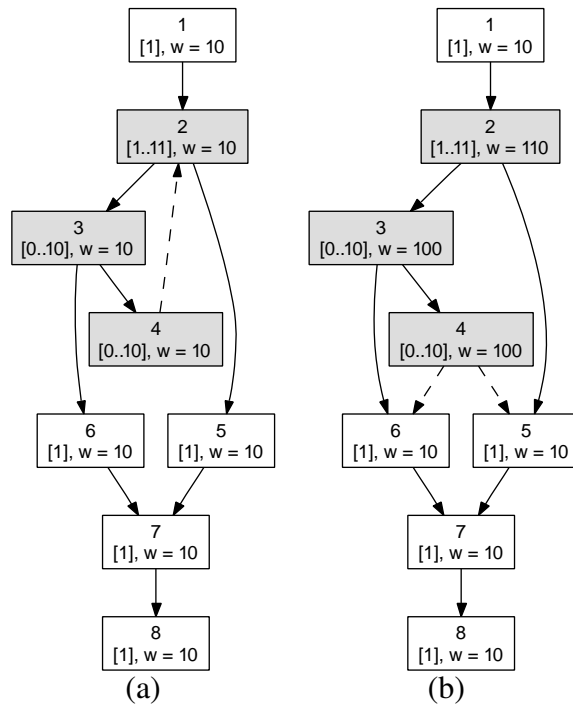 1
[1], w = 10
2
[1..11], w = 10
3
[0..10], w = 10
4
[0..10], w = 10
6
[1], w = 10
5
[1], w = 10
7
[1], w = 10
8
[1], w = 10
(a)
1
[1], w = 10
2
[1..11], w = 110
3
[0..10], w = 100
4
[0..10], w = 100
6
[1], w = 10
5
[1], w = 10
7
[1], w = 10
8
[1], w = 10
(b)